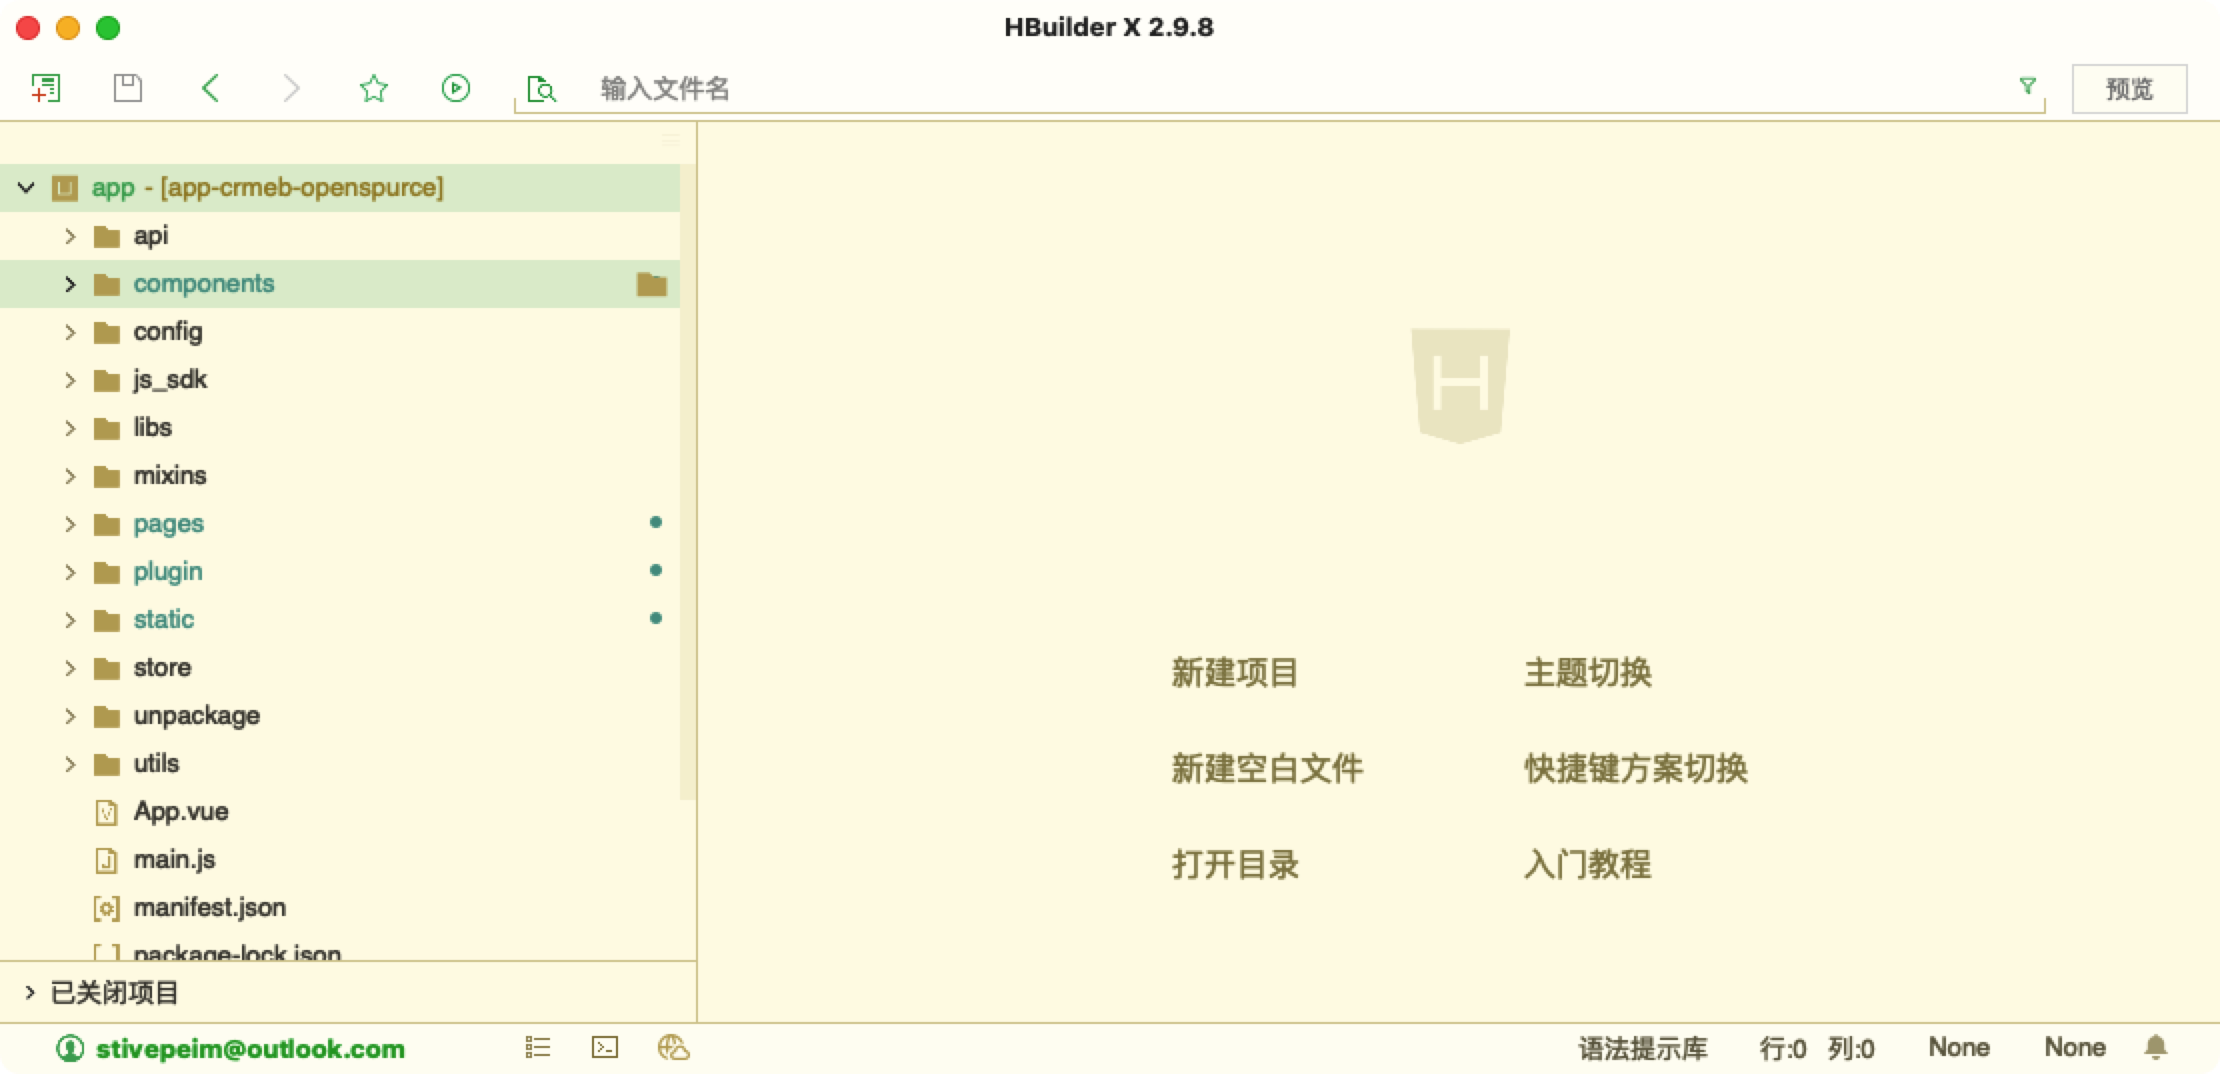 HBuilder X 2.9.8
输入文件名
预览
app - [app-crmeb-openspurce]
api
components
config
js_sdk
libs
mixins
pages
plugin
static
store
unpackage
utils
App.vue
main.js
manifest.json
package-lock.json
已关闭项目
H
新建项目 主题切换
新建空白文件 快捷键方案切换
打开目录 入门教程
stivepeim@outlook.com
语法提示库 行:0 列:0 None None